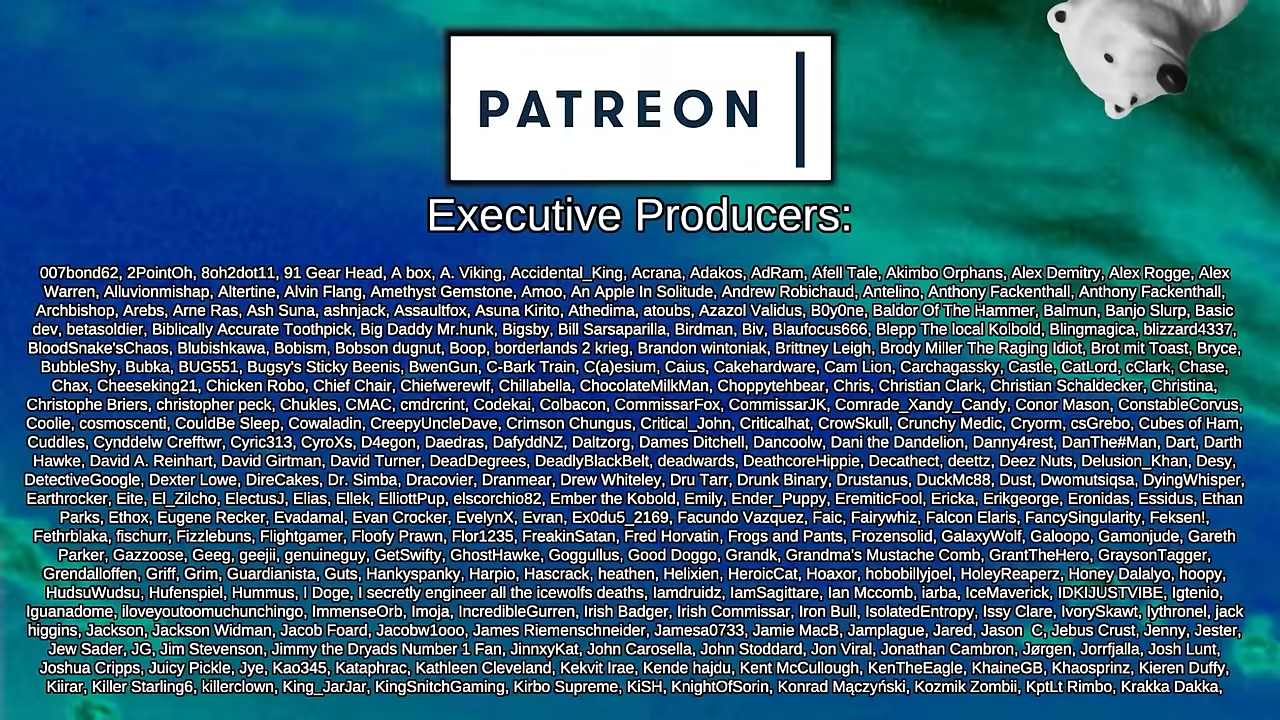 PATREON
Executive Producers:
007bond62, 2PointOh, 8oh2dot11, 91 Gear Head, A box, A. Viking, Accidental_King, Acrana, Adakos, AdRam, Afell Tale, Akimbo Orphans, Alex Demitry, Alex Rogge, Alex
Warren, Alluvionmishap, Altertine, Alvin Flang, Amethyst Gemstone, Amoo, An Apple In Solitude, Andrew Robichaud, Antelino, Anthony Fackenthall, Anthony Fackenthall,
Archbishop, Arebs, Arne Ras, Ash Suna, ashnjack, Assaultfox, Asuna Kirito, Athedima, atoubs, Azazol Validus, B0y0ne, Baldor Of The Hammer, Balmun, Banjo Slurp, Basic
dev, betasoldier, Biblically Accurate Toothpick, Big Daddy Mr.hunk, Bigsby, Bill Sarsaparilla, Birdman, Biv, Blaufocus666, Blepp The local Kolbold, Blingmagica, blizzard4337,
BloodSnake'sChaos, Blubishkawa, Bobism, Bobson dugnut, Boop, borderlands 2 krieg, Brandon wintoniak, Brittney Leigh, Brody Miller The Raging Idiot, Brot mit Toast, Bryce,
BubbleShy, Bubka, BUG551, Bugsy's Sticky Beenis, BwenGun, C-Bark Train, C(a)esium, Caius, Cakehardware, Cam Lion, Carchagassky, Castle, CatLord, cClark, Chase,
Chax, Cheeseking21, Chicken Robo, Chief Chair, Chiefwerewlf, Chillabella, ChocolateMilkMan, Choppytehbear, Chris, Christian Clark, Christian Schaldecker, Christina,
Christophe Briers, christopher peck, Chukles, CMAC, cmdrcrint, Codekai, Colbacon, CommissarFox, CommissarJK, Comrade_Xandy_Candy, Conor Mason, ConstableCorvus,
Coolie, cosmoscenti, CouldBe Sleep, Cowaladin, CreepyUncleDave, Crimson Chungus, Critical_John, Criticalhat, CrowSkull, Crunchy Medic, Cryorm, csGrebo, Cubes of Ham,
Cuddles, Cynddelw Crefftwr, Cyric313, CyroXs, D4egon, Daedras, DafyddNZ, Daltzorg, Dames Ditchell, Dancoolw, Dani the Dandelion, Danny4rest, DanThe#Man, Dart, Darth
Hawke, David A. Reinhart, David Girtman, David Turner, DeadDegrees, DeadlyBlackBelt, deadwards, DeathcoreHippie, Decathect, deettz, Deez Nuts, Delusion_Khan, Desy,
DetectiveGoogle, Dexter Lowe, DireCakes, Dr. Simba, Dracovier, Dranmear, Drew Whiteley, Dru Tarr, Drunk Binary, Drustanus, DuckMc88, Dust, Dwomutsiqsa, DyingWhisper,
Earthrocker, Eite, El_Zilcho, ElectusJ, Elias, Ellek, ElliottPup, elscorchio82, Ember the Kobold, Emily, Ender_Puppy, EremiticFool, Ericka, Erikgeorge, Eronidas, Essidus, Ethan
Parks, Ethox, Eugene Recker, Evadamal, Evan Crocker, EvelynX, Evran, Ex0du5_2169, Facundo Vazquez, Faic, Fairywhiz, Falcon Elaris, FancySingularity, Feksen!,
Fethrblaka, fischurr, Fizzlebuns, Flightgamer, Floofy Prawn, Flor1235, FreakinSatan, Fred Horvatin, Frogs and Pants, Frozensolid, GalaxyWolf, Galoopo, Gamonjude, Gareth
Parker, Gazzoose, Geeg, geejii, genuineguy, GetSwifty, GhostHawke, Goggullus, Good Doggo, Grandk, Grandma's Mustache Comb, GrantTheHero, GraysonTagger,
Grendalloffen, Griff, Grim, Guardianista, Guts, Hankyspanky, Harpio, Hascrack, heathen, Helixien, HeroicCat, Hoaxor, hobobillyjoel, HoleyReaperz, Honey Dalalyo, hoopy,
HudsuWudsu, Hufenspiel, Hummus, I Doge, I secretly engineer all the icewolfs deaths, Iamdruidz, IamSagittare, Ian Mccomb, iarba, IceMaverick, IDKIJUSTVIBE, Igtenio,
Iguanadome, iloveyoutoomuchunchingo, ImmenseOrb, Imoja, IncredibleGurren, Irish Badger, Irish Commissar, Iron Bull, IsolatedEntropy, Issy Clare, IvorySkawt, Iythronel, jack
higgins, Jackson, Jackson Widman, Jacob Foard, Jacobw1ooo, James Riemenschneider, Jamesa0733, Jamie MacB, Jamplague, Jared, Jason_C, Jebus Crust, Jenny, Jester,
Jew Sader, JG, Jim Stevenson, Jimmy the Dryads Number 1 Fan, JinnxyKat, John Carosella, John Stoddard, Jon Viral, Jonathan Cambron, Jørgen, Jorrfjalla, Josh Lunt,
Joshua Cripps, Juicy Pickle, Jye, Kao345, Kataphrac, Kathleen Cleveland, Kekvit Irae, Kende hajdu, Kent McCullough, KenTheEagle, KhaineGB, Khaosprinz, Kieren Duffy,
Kiirar, Killer Starling6, killerclown, King_JarJar, KingSnitchGaming, Kirbo Supreme, KiSH, KnightOfSorin, Konrad Mączyński, Kozmik Zombii, KptLt Rimbo, Krakka Dakka,